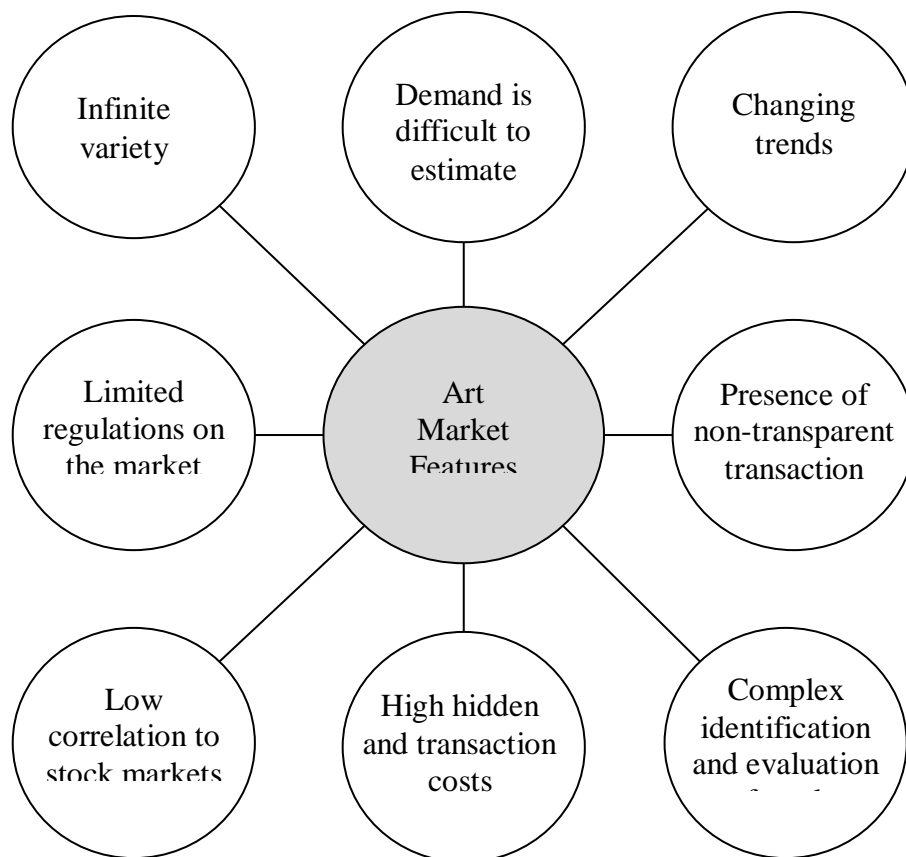 Infinite
variety
Demand is
difficult to
estimate
Changing
trends
Limited
regulations on
the market
Art
Market
Features
Presence of
non-transparent
transaction
Low
correlation to
stock markets
High hidden
and transaction
costs
Complex
identification
and evaluation